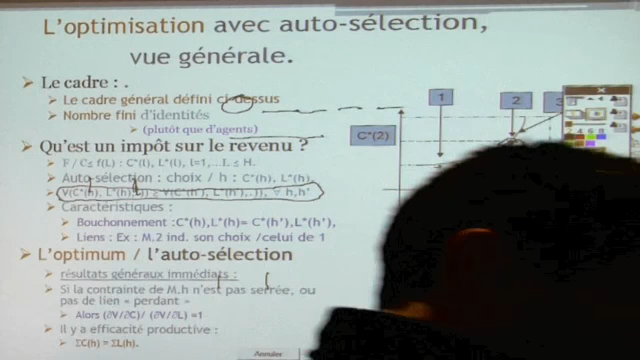 L'optimisation avec auto-sélection,
vue générale.
Le cadre : .
Le cadre général défini ci-dessus
Nombre fini d'identités
(plutôt que d'agents)
Qu'est un impôt sur le revenu ?
: C*(l), L*(l), l=1,...L ≤ H.
Auto-sélection : choix / h : C*(h), L*(h),
V(C*(h), L*(h),.)) ≥ V(C*(h'), L*(h'),.)), ∀ h,h'
Caractéristiques :
Bouchonnement :C*(h),L*(h)= C*(h'),L*(h'),
Liens : Ex : M.2 ind. son choix /celui de 1
L'optimum / l'auto-sélection
résultats généraux immédiats :
Si la contrainte de M.h n'est pas serrée, ou
pas de lien « perdant »
Alors (∂V/∂C)/ (∂V/∂L) =1
Il y a efficacité productive :
ΣC(h) = ΣL(h).
1
2
3
C*(2)
Annuler